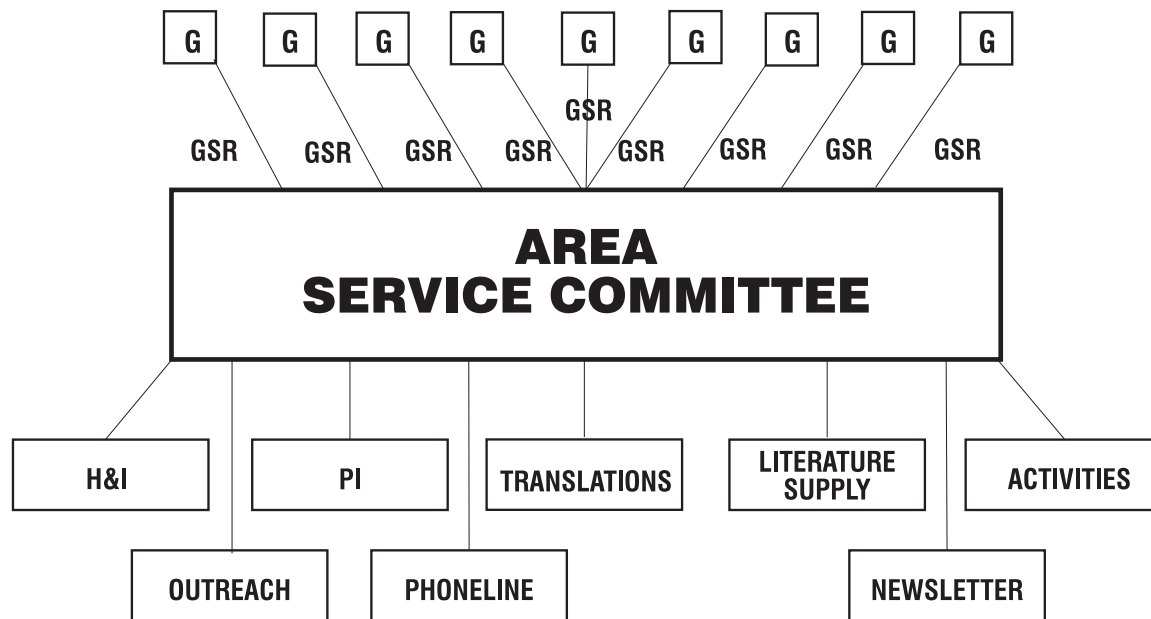 G G G G G G G G G
GSR
GSR GSR GSR GSR GSR GSR GSR GSR
AREA
SERVICE COMMITTEE
H&I PI TRANSLATIONS LITERATURE SUPPLY ACTIVITIES
OUTREACH PHONELINE NEWSLETTER